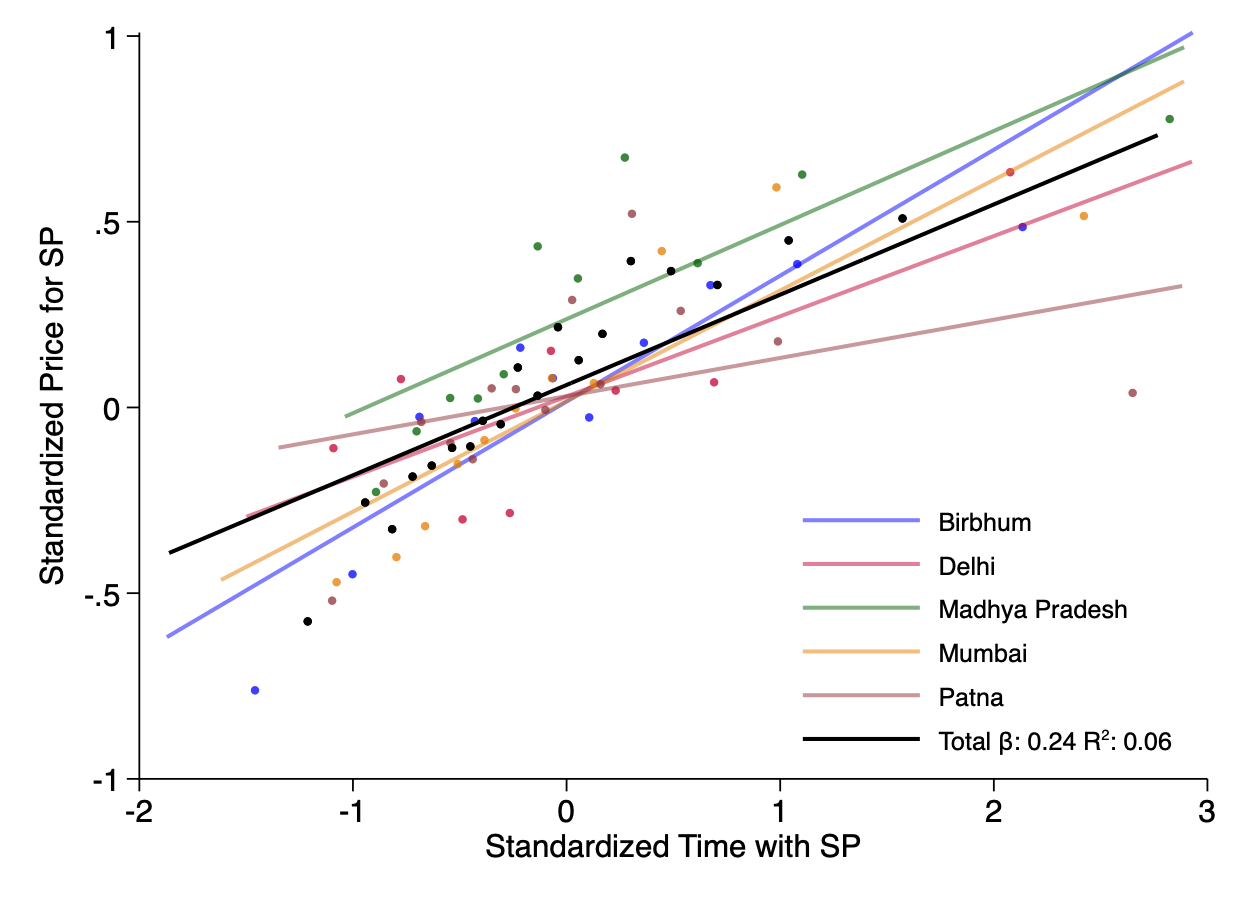 1
.5
0
-.5
-1
Standardized Price for SP
-2 -1 0 1 2 3
Standardized Time with SP
Birbhum
Delhi
Madhya Pradesh
Mumbai
Patna
Total β: 0.24 R²: 0.06